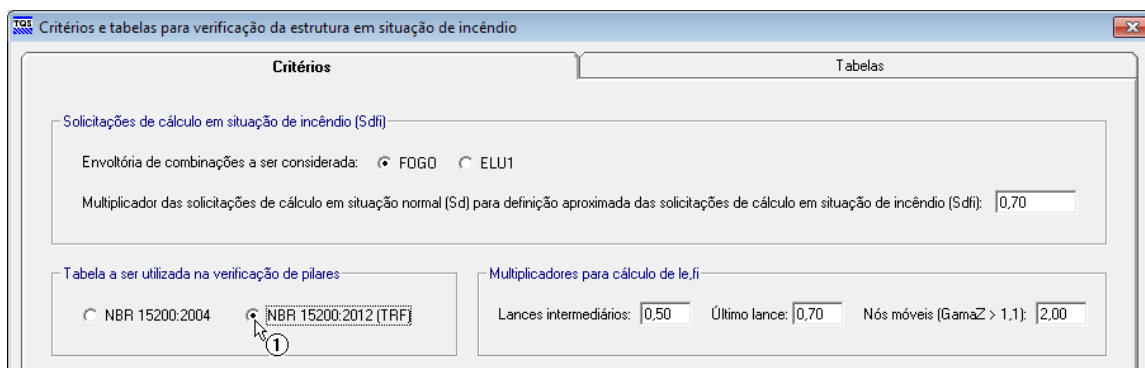 TQS Critérios e tabelas para verificação da estrutura em situação de incêndio
Critérios Tabelas
Solicitações de cálculo em situação de incêndio (Sdfi)
Envoltória de combinações a ser considerada: FOGO ELU1
Multiplicador das solicitações de cálculo em situação normal (Sd) para definição aproximada das solicitações de cálculo em situação de incêndio (Sdfi): 0,70
Tabela a ser utilizada na verificação de pilares
NBR 15200:2004 NBR 15200:2012 (TRF)
1
Multiplicadores para cálculo de le,fi
Lances intermediários: 0,50 Último lance: 0,70 Nós móveis (GamaZ > 1,1): 2,00